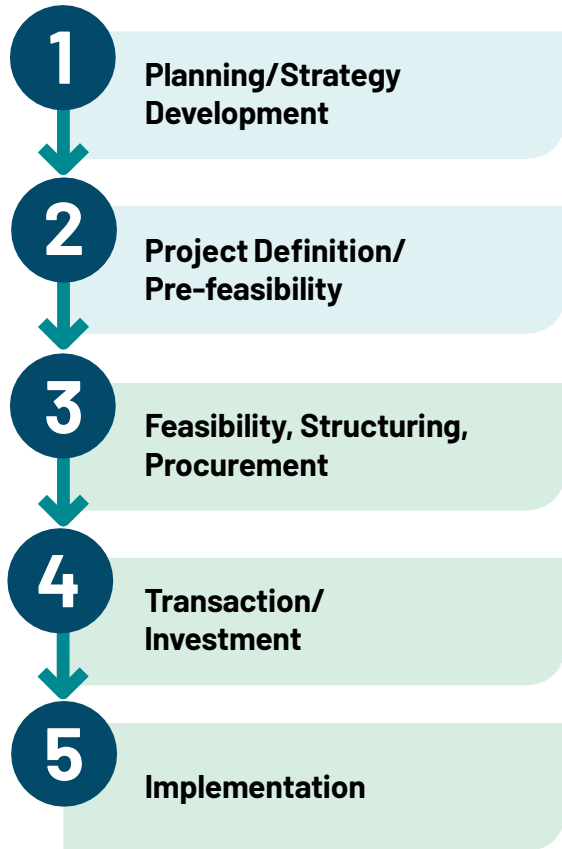 1
Planning/Strategy
Development
2
Project Definition/
Pre-feasibility
3
Feasibility, Structuring,
Procurement
4
Transaction/
Investment
5
Implementation